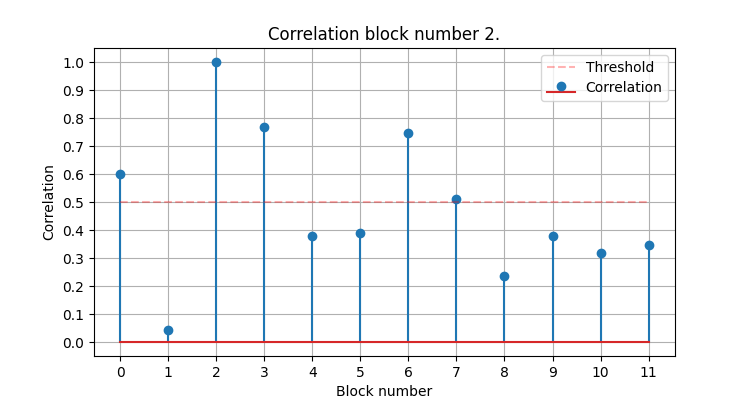 Correlation block number 2.
Threshold
Correlation
Correlation
1.0
0.9
0.8
0.7
0.6
0.5
0.4
0.3
0.2
0.1
0.0
0 1 2 3 4 5 6 7 8 9 10 11
Block number